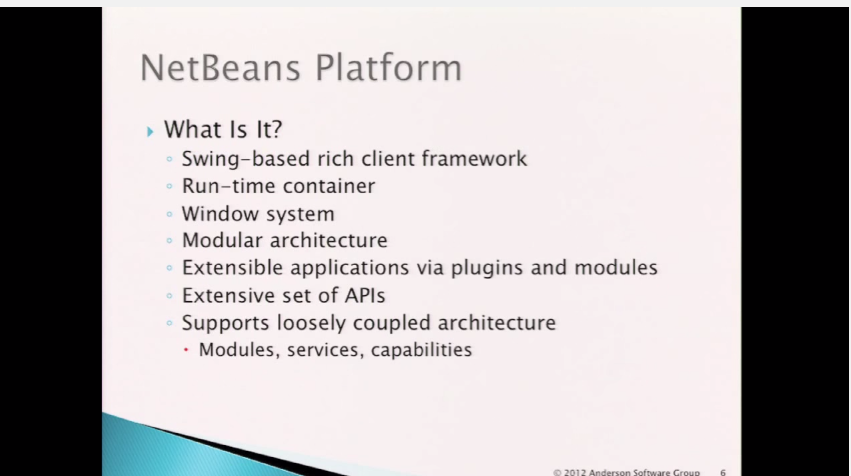 NetBeans Platform
What Is It?
Swing-based rich client framework
Run-time container
Window system
Modular architecture
Extensible applications via plugins and modules
Extensive set of APIs
Supports loosely coupled architecture
Modules, services, capabilities
© 2012 Anderson Software Group 6